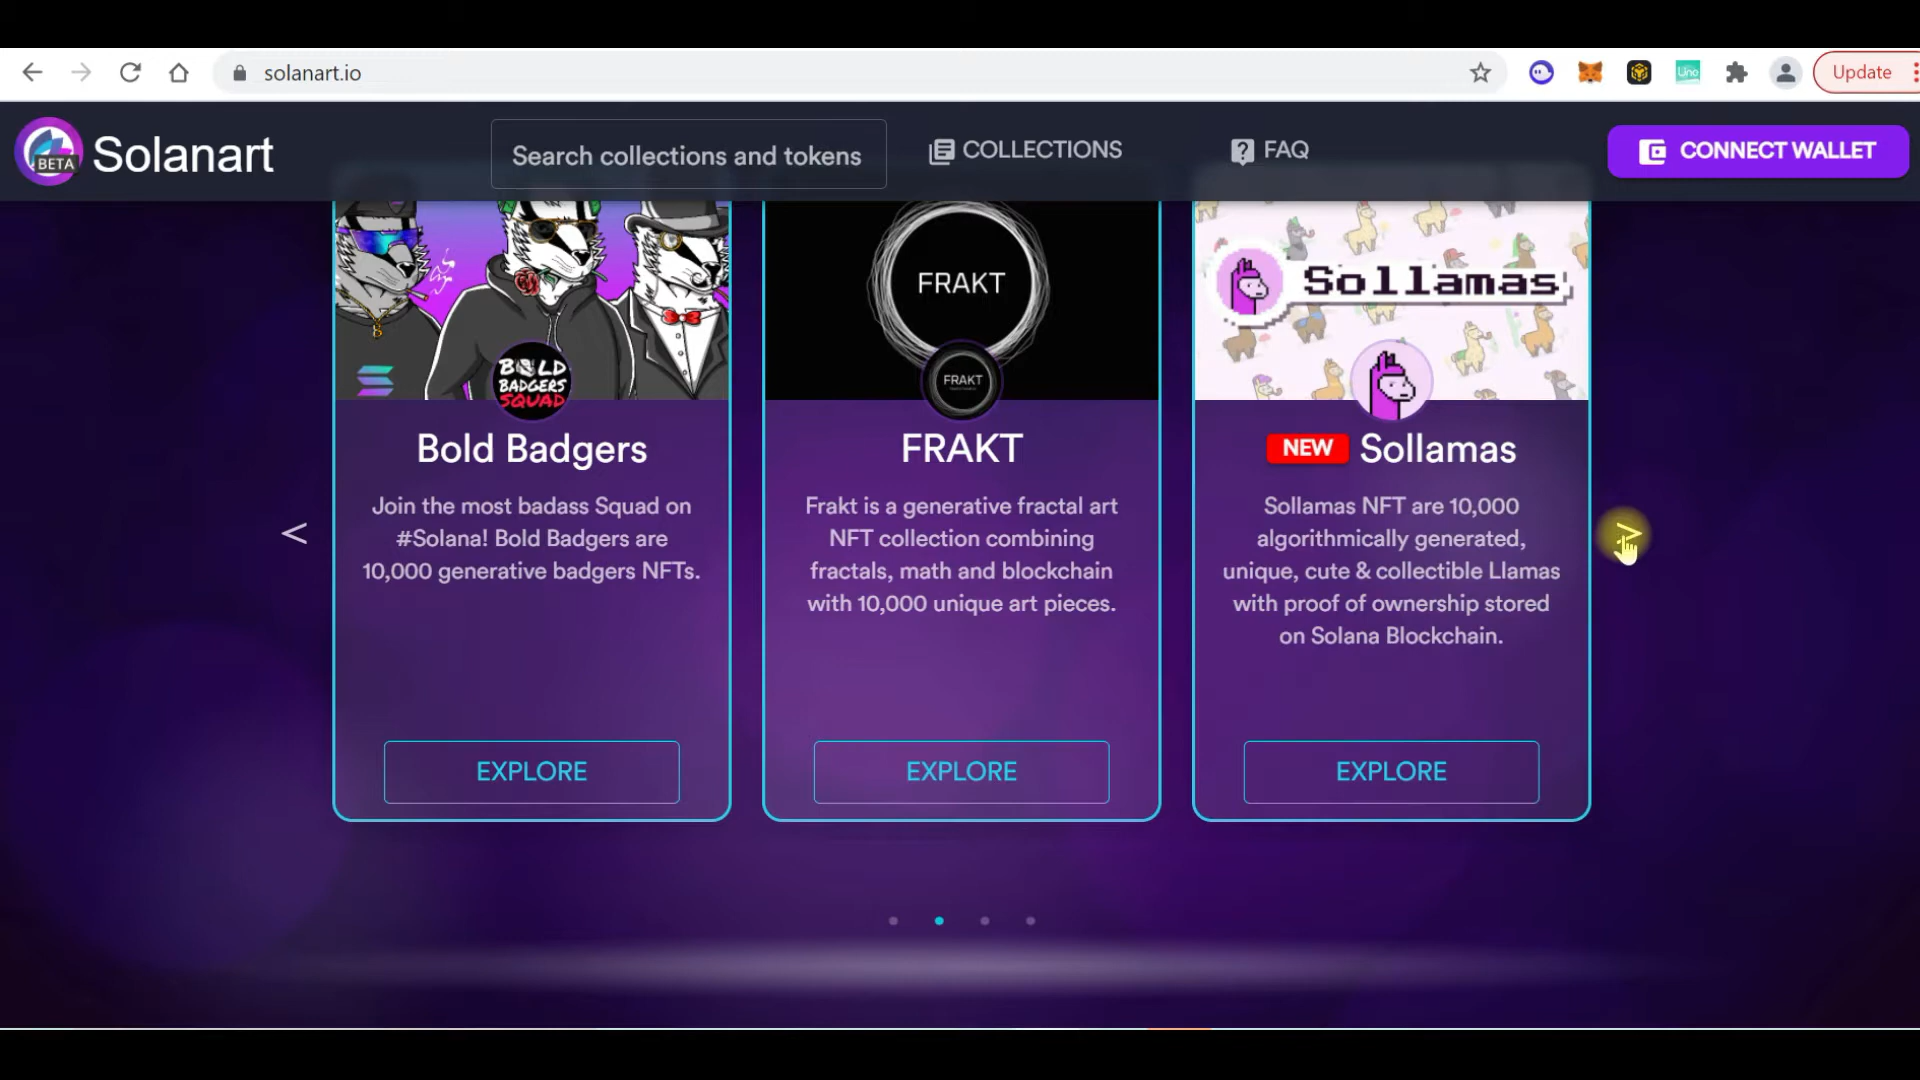 solanart.io
Uno
Update
BETA
Solanart
Search collections and tokens
COLLECTIONS
FAQ
CONNECT WALLET
FRAKT
Sollamas
BOLD
BADGERS
SQUAD
FRAKT
Bold Badgers
FRAKT
NEW Sollamas
Join the most badass Squad on
#Solana! Bold Badgers are
10,000 generative badgers NFTs.
Frakt is a generative fractal art
NFT collection combining
fractals, math and blockchain
with 10,000 unique art pieces.
Sollamas NFT are 10,000
algorithmically generated,
unique, cute & collectible Llamas
with proof of ownership stored
on Solana Blockchain.
<
>
EXPLORE
EXPLORE
EXPLORE